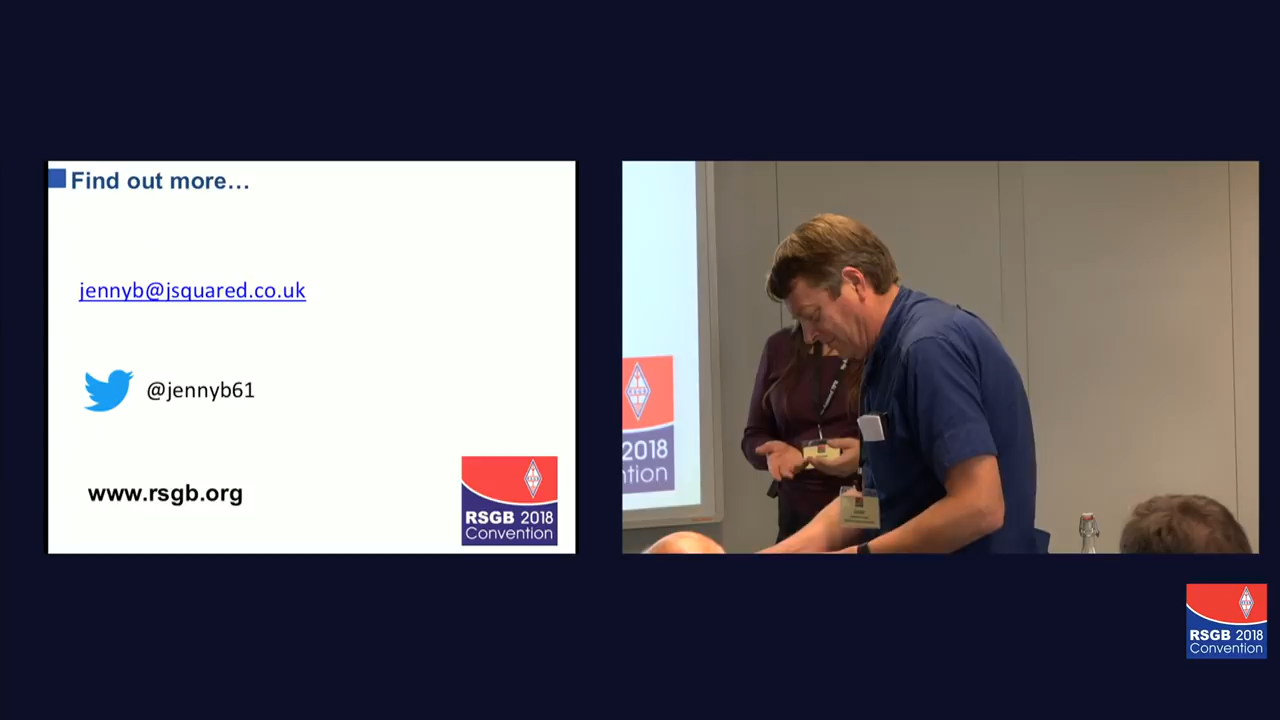 Find out more…
jennyb@jsquared.co.uk
@jennyb61
www.rsgb.org
RSGB 2018
Convention
2018
ntion
RSGB 2018
Convention